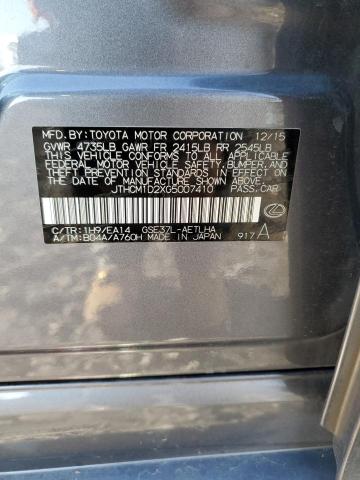 MFD.BY:TOYOTA MOTOR CORPORATION 12/15
GVWR 4735LB GAWR FR 2415LB RR 2545LB
THIS VEHICLE CONFORMS TO ALL APPLICABLE
FEDERAL MOTOR VEHICLE SAFETY,BUMPER,AND
THEFT PREVENTION STANDARDS IN EFFECT ON
THE DATE OF MANUFACTURE SHOWN ABOVE.
JTHCM1D2XG5007410 PASS.CAR
C/TR:1H9/EA14 GSE37L-AETLHA
A/TM:B04A/A760H MADE IN JAPAN 917 A